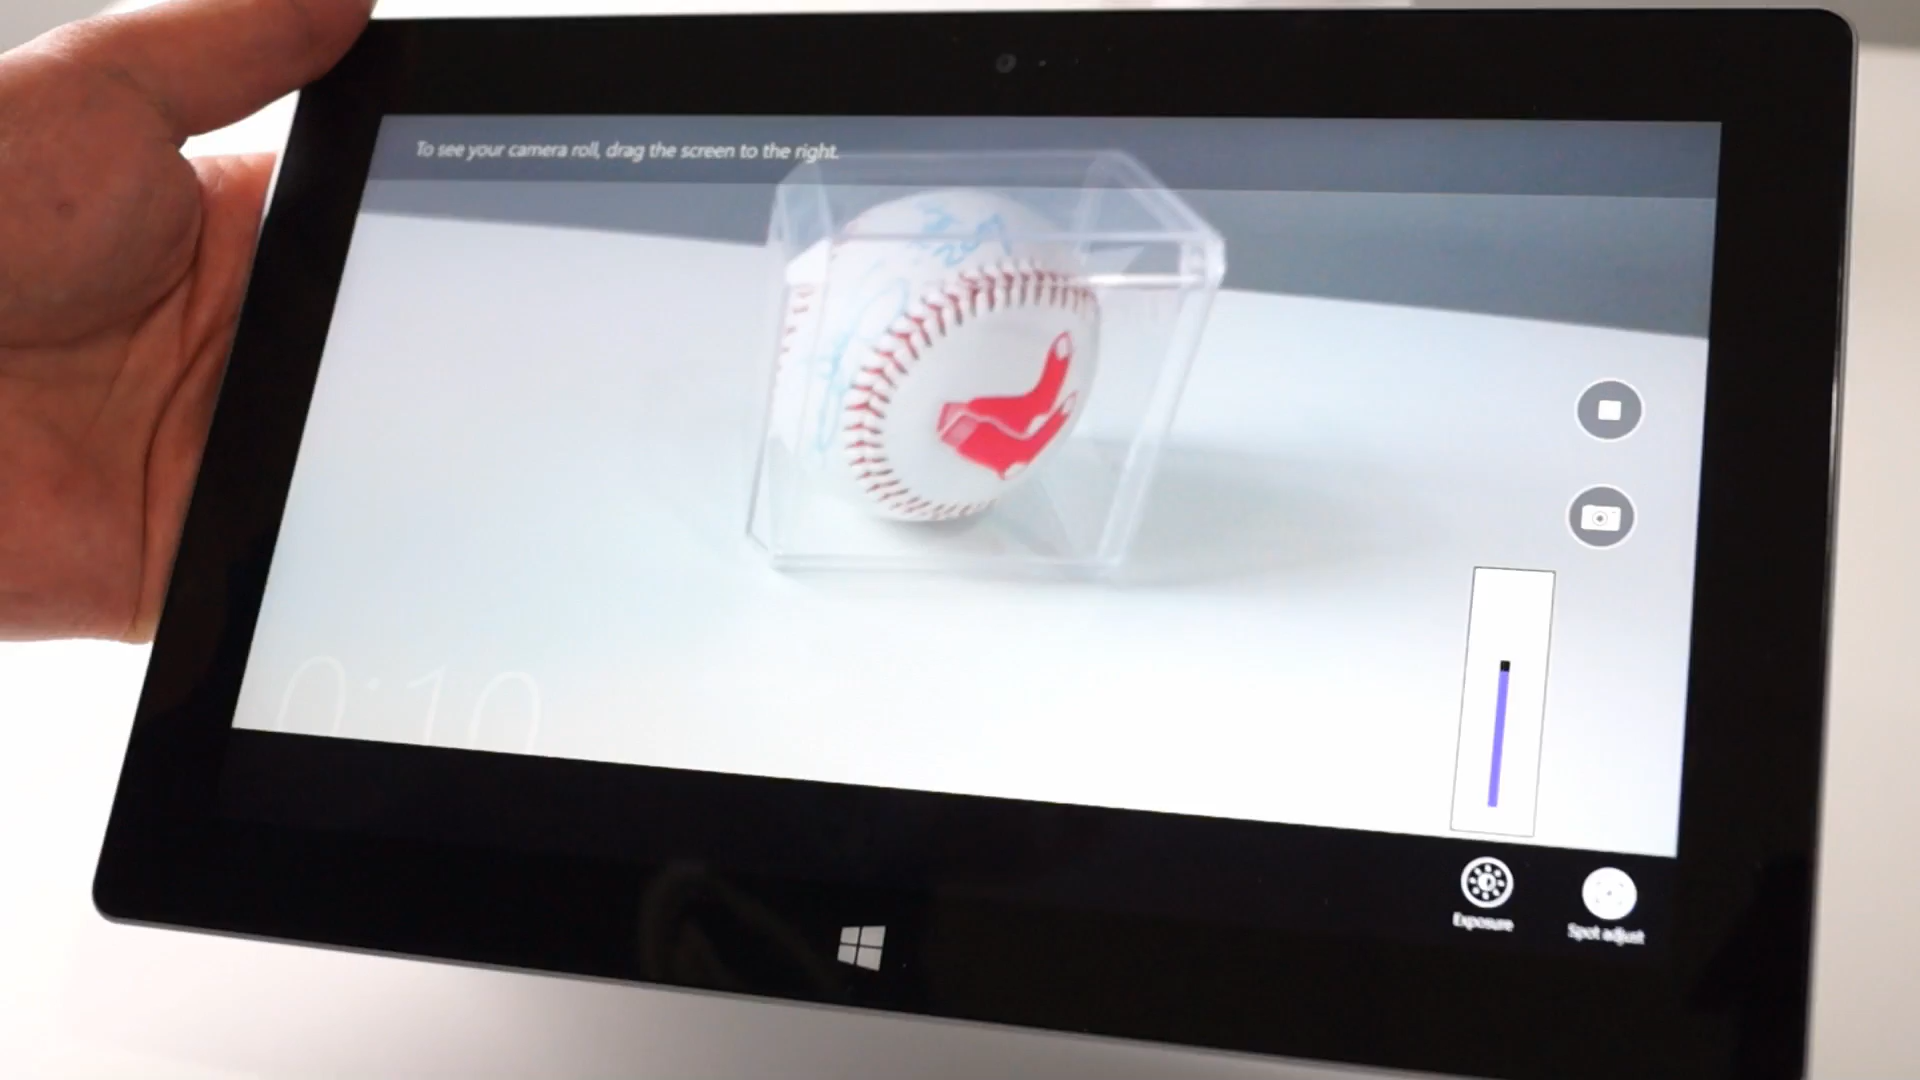 To see your camera roll, drag the screen to the right.
0:10
Exposure
Spot adjust